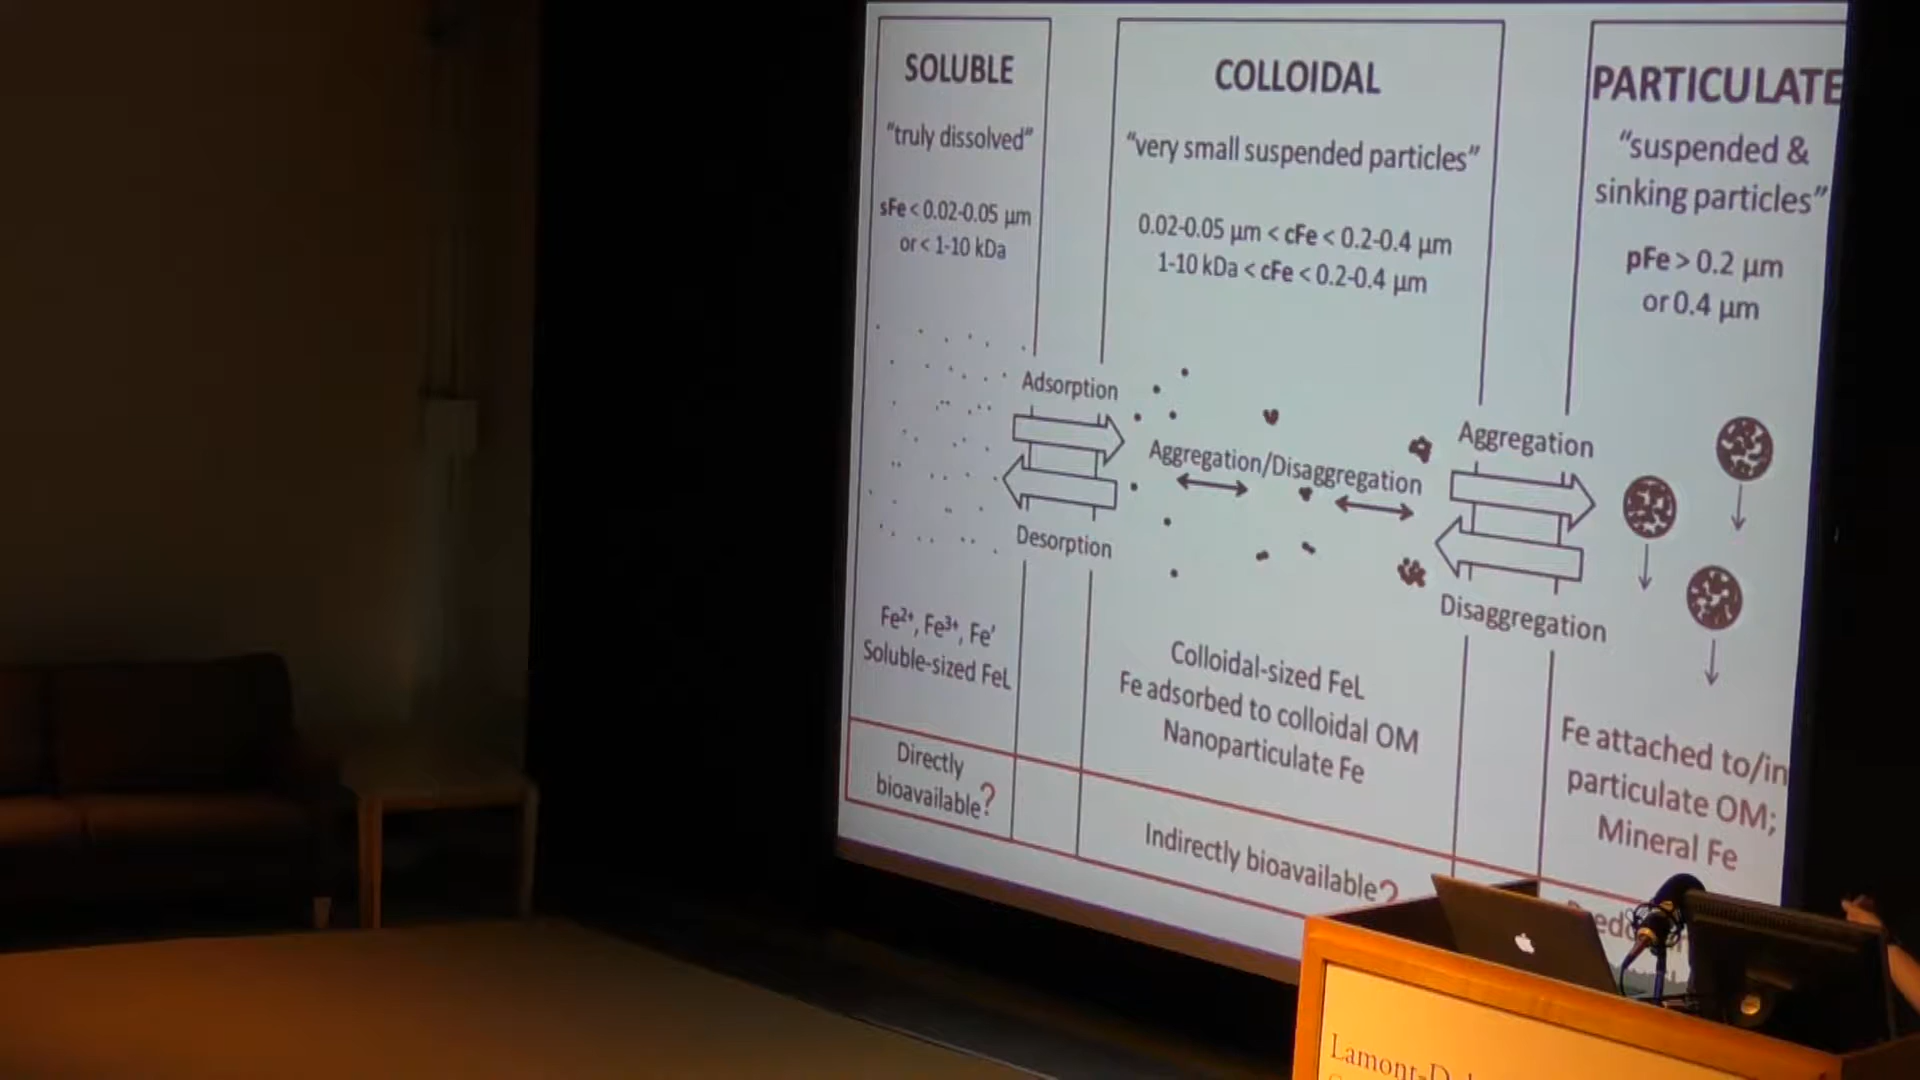 SOLUBLE
"truly dissolved"
sFe < 0.02-0.05 µm
or < 1-10 kDa
COLLOIDAL
"very small suspended particles"
0.02-0.05 µm < cFe < 0.2-0.4 µm
1-10 kDa < cFe < 0.2-0.4 µm
PARTICULATE
"suspended &
sinking particles"
pFe > 0.2 µm
or 0.4 µm
Adsorption
Desorption
Aggregation/Disaggregation
Aggregation
Disaggregation
Fe²⁺, Fe³⁺, Fe’
Soluble-sized FeL
Colloidal-sized FeL
Fe adsorbed to colloidal OM
Nanoparticulate Fe
Fe attached to/in
particulate OM;
Mineral Fe
Directly
bioavailable?
Indirectly bioavailable?